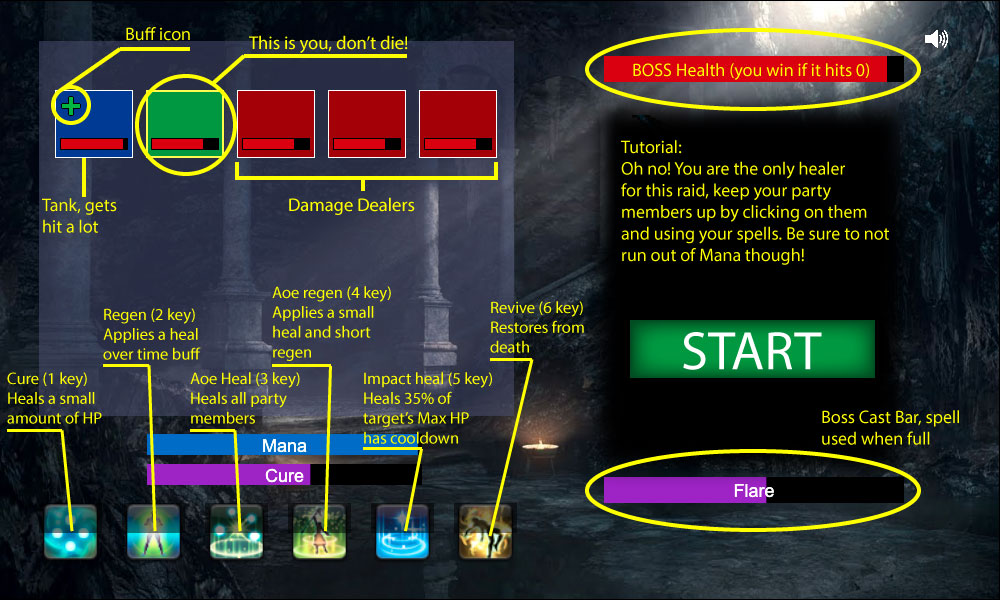 Buff icon
This is you, don't die!
BOSS Health (you win if it hits 0)
Tank, gets
hit a lot
Damage Dealers
Tutorial:
Oh no! You are the only healer
for this raid, keep your party
members up by clicking on them
and using your spells. Be sure to not
run out of Mana though!
START
Cure (1 key)
Heals a small
amount of HP
Regen (2 key)
Applies a heal
over time buff
Aoe Heal (3 key)
Heals all party
members
Aoe regen (4 key)
Applies a small
heal and short
regen
Impact heal (5 key)
Heals 35% of
target's Max HP
has cooldown
Revive (6 key)
Restores from
death
Mana
Cure
Boss Cast Bar, spell
used when full
Flare